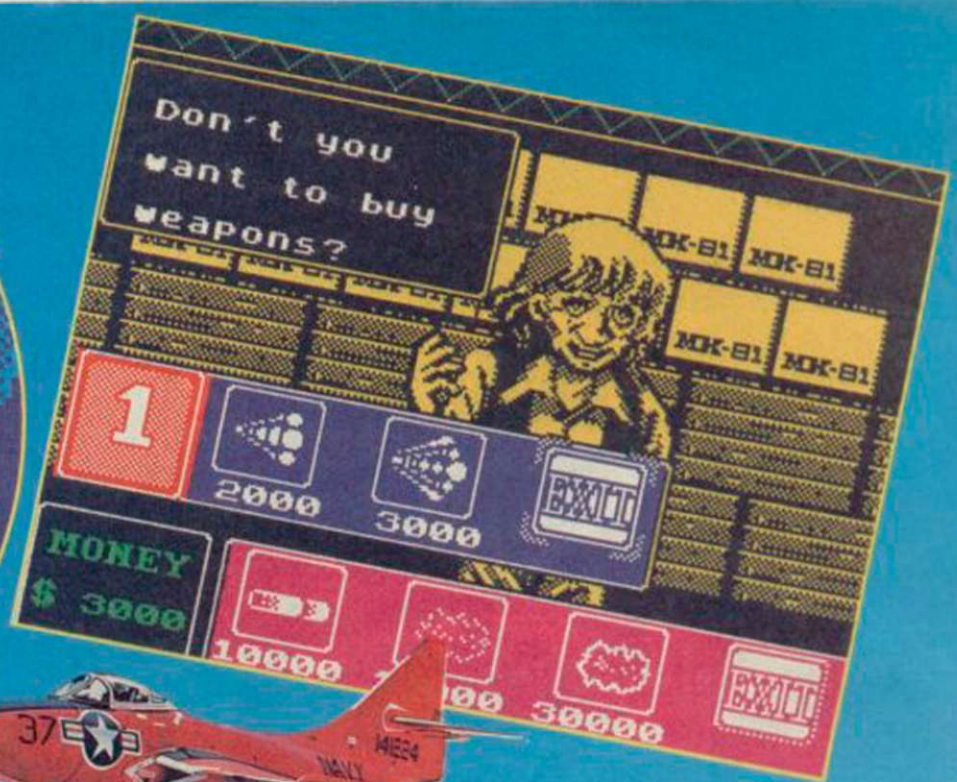 Don't you
want to buy
weapons?
MK-81
MK-81
MK-81
MK-81
1
2000
3000
EXIT
MONEY
$ 3000
10000
30000
EXIT
37
NAVY
141224